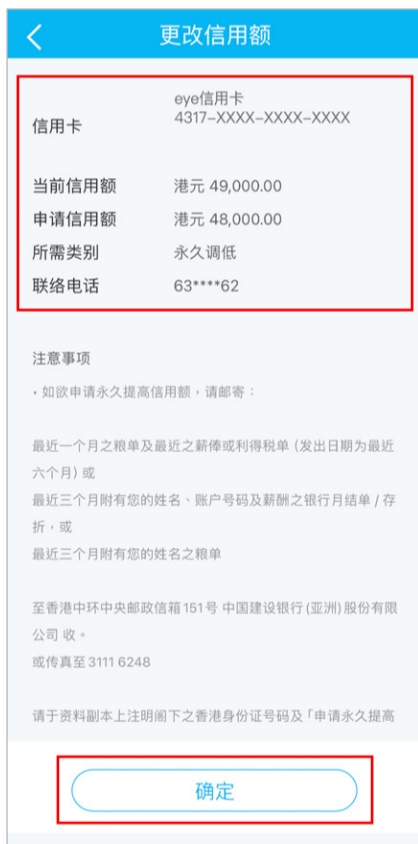 更改信用额
eye信用卡
信用卡 4317-XXXX-XXXX-XXXX
当前信用额 港元 49,000.00
申请信用额 港元 48,000.00
所需类别 永久调低
联络电话 63****62
注意事项
• 如欲申请永久提高信用额，请邮寄：
最近一个月之粮单及最近之薪俸或利得税单 (发出日期为最近
六个月) 或
最近三个月附有您的姓名、账户号码及薪酬之银行月结单 / 存
折，或
最近三个月附有您的姓名之粮单
至香港中环中央邮政信箱151号 中国建设银行 (亚洲) 股份有限
公司 收。
或传真至 3111 6248
请于资料副本上注明阁下之香港身份证号码及「申请永久提高
确定